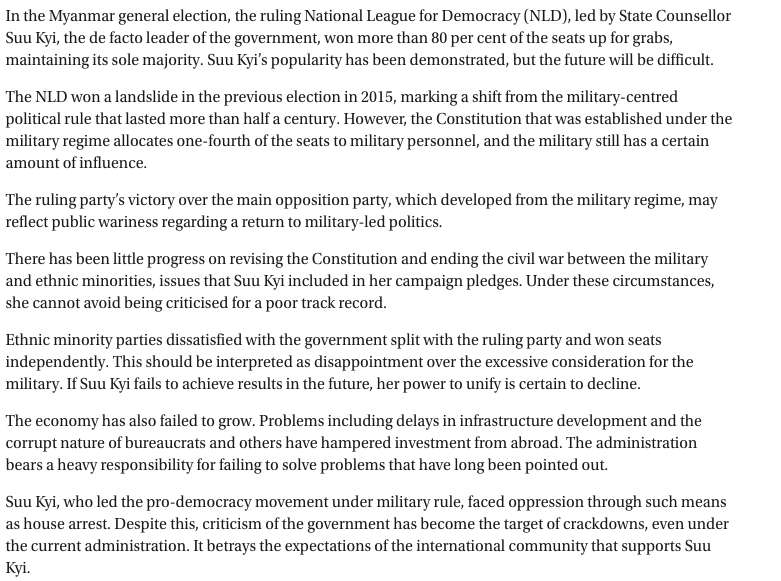 In the Myanmar general election, the ruling National League for Democracy (NLD), led by State Counsellor
Suu Kyi, the de facto leader of the government, won more than 80 per cent of the seats up for grabs,
maintaining its sole majority. Suu Kyi’s popularity has been demonstrated, but the future will be difficult.
The NLD won a landslide in the previous election in 2015, marking a shift from the military-centred
political rule that lasted more than half a century. However, the Constitution that was established under the
military regime allocates one-fourth of the seats to military personnel, and the military still has a certain
amount of influence.
The ruling party’s victory over the main opposition party, which developed from the military regime, may
reflect public wariness regarding a return to military-led politics.
There has been little progress on revising the Constitution and ending the civil war between the military
and ethnic minorities, issues that Suu Kyi included in her campaign pledges. Under these circumstances,
she cannot avoid being criticised for a poor track record.
Ethnic minority parties dissatisfied with the government split with the ruling party and won seats
independently. This should be interpreted as disappointment over the excessive consideration for the
military. If Suu Kyi fails to achieve results in the future, her power to unify is certain to decline.
The economy has also failed to grow. Problems including delays in infrastructure development and the
corrupt nature of bureaucrats and others have hampered investment from abroad. The administration
bears a heavy responsibility for failing to solve problems that have long been pointed out.
Suu Kyi, who led the pro-democracy movement under military rule, faced oppression through such means
as house arrest. Despite this, criticism of the government has become the target of crackdowns, even under
the current administration. It betrays the expectations of the international community that supports Suu
Kyi.